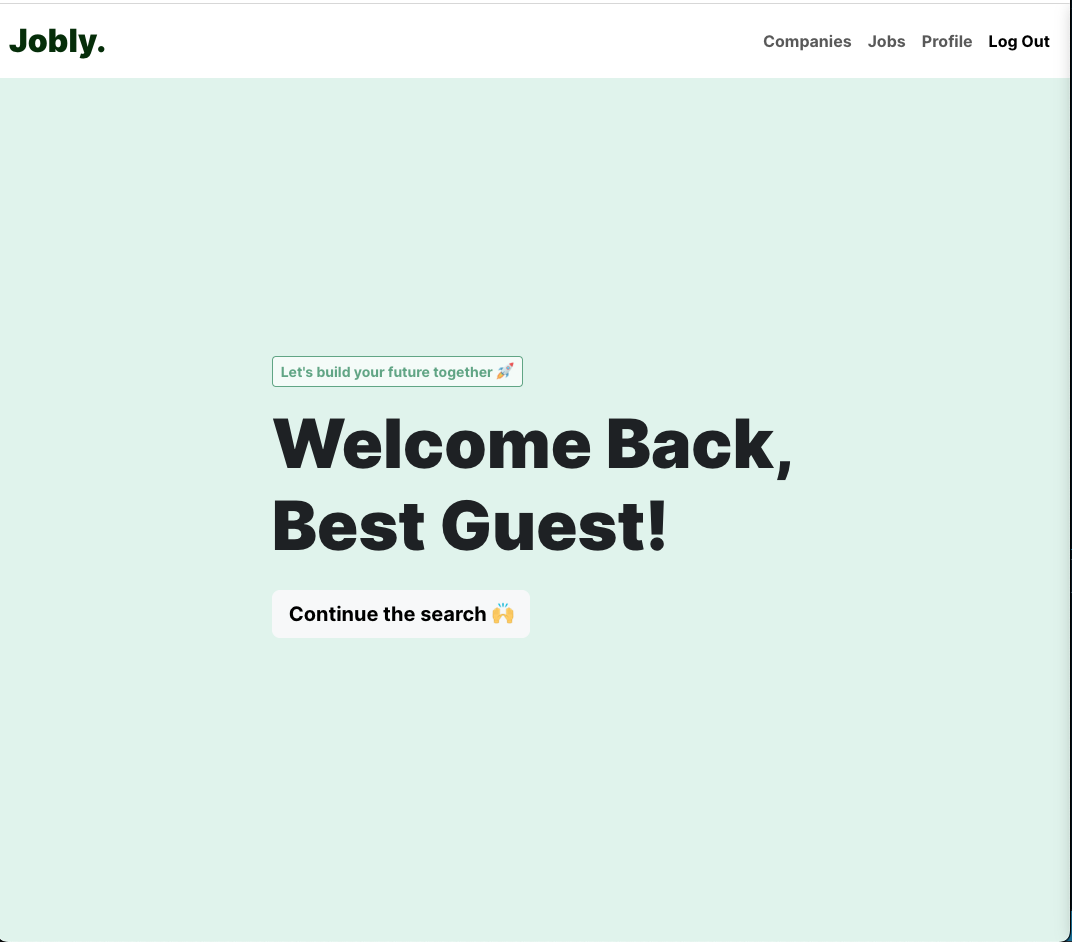 Jobly.
Companies Jobs Profile Log Out
Let's build your future together 🚀
Welcome Back,
Best Guest!
Continue the search 🙌